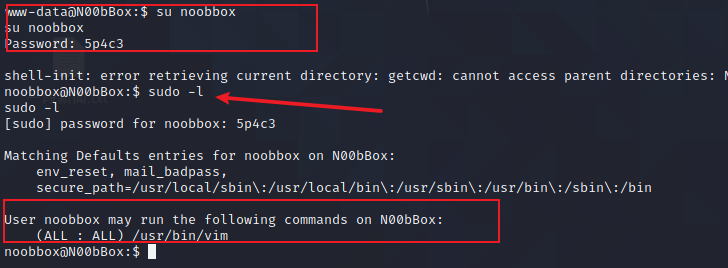 www-data@N00bBox:$ su noobbox
su noobbox
Password: 5p4c3
shell-init: error retrieving current directory: getcwd: cannot access parent directories: N
noobbox@N00bBox:$ sudo -l
sudo -l
[sudo] password for noobbox: 5p4c3
Matching Defaults entries for noobbox on N00bBox:
env_reset, mail_badpass,
secure_path=/usr/local/sbin\:/usr/local/bin\:/usr/sbin\:/usr/bin\:/sbin\:/bin
User noobbox may run the following commands on N00bBox:
(ALL : ALL) /usr/bin/vim
noobbox@N00bBox:$